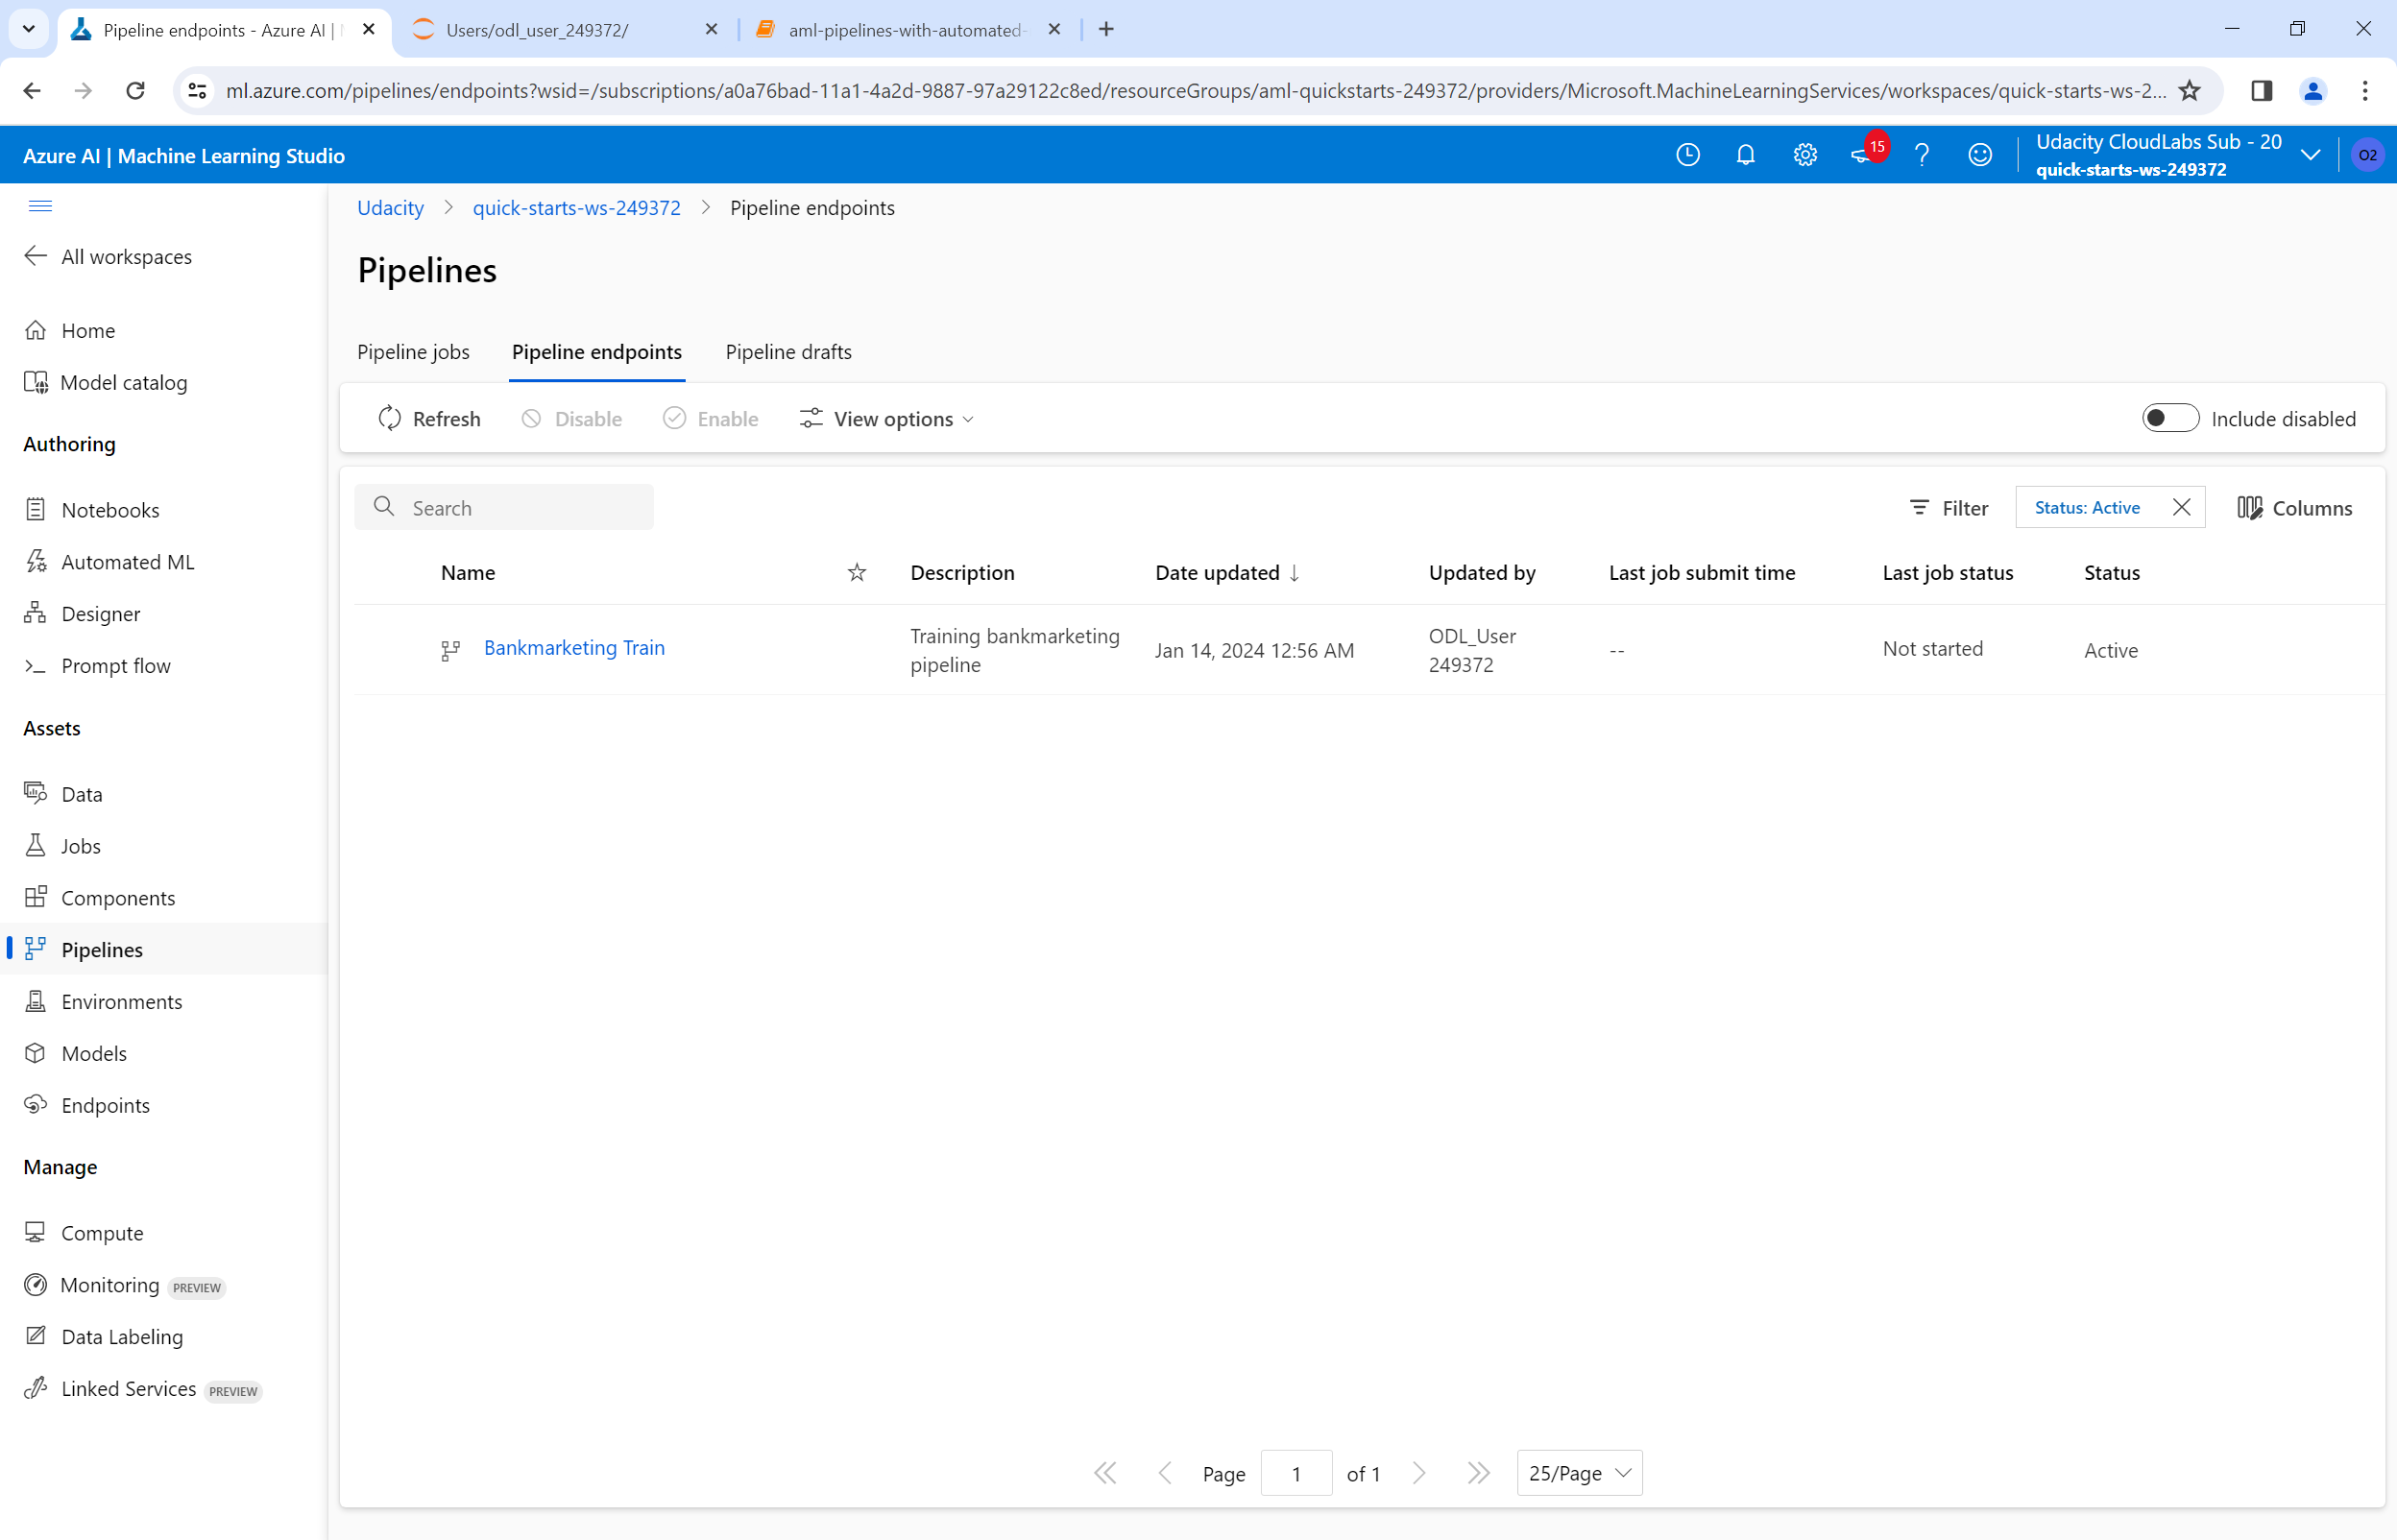 Pipeline endpoints - Azure AI |
Users/odl_user_249372/
aml-pipelines-with-automated-
ml.azure.com/pipelines/endpoints?wsid=/subscriptions/a0a76bad-11a1-4a2d-9887-97a29122c8ed/resourceGroups/aml-quickstarts-249372/providers/Microsoft.MachineLearningServices/workspaces/quick-starts-ws-2...
Azure AI | Machine Learning Studio
15
Udacity CloudLabs Sub - 20
quick-starts-ws-249372
O2
Udacity > quick-starts-ws-249372 > Pipeline endpoints
All workspaces
Home
Model catalog
Authoring
Notebooks
Automated ML
Designer
Prompt flow
Assets
Data
Jobs
Components
Pipelines
Environments
Models
Endpoints
Manage
Compute
Monitoring PREVIEW
Data Labeling
Linked Services PREVIEW
Pipelines
Pipeline jobs Pipeline endpoints Pipeline drafts
Refresh Disable Enable View options Include disabled
Search Filter Status: Active Columns
Name Description Date updated ↓ Updated by Last job submit time Last job status Status
Bankmarketing Train Training bankmarketing pipeline Jan 14, 2024 12:56 AM ODL_User 249372 -- Not started Active
Page 1 of 1 25/Page